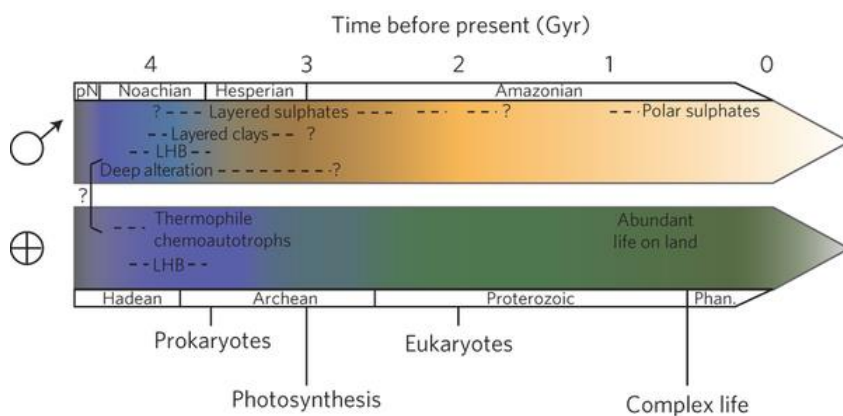 Time before present (Gyr)
4 3 2 1 0
pN Noachian Hesperian Amazonian
? Layered sulphates ? Polar sulphates
Layered clays ?
LHB
Deep alteration ?
?
Thermophile Abundant
chemoautotrophs life on land
LHB
Hadean Archean Proterozoic Phan.
Prokaryotes Eukaryotes
Photosynthesis Complex life